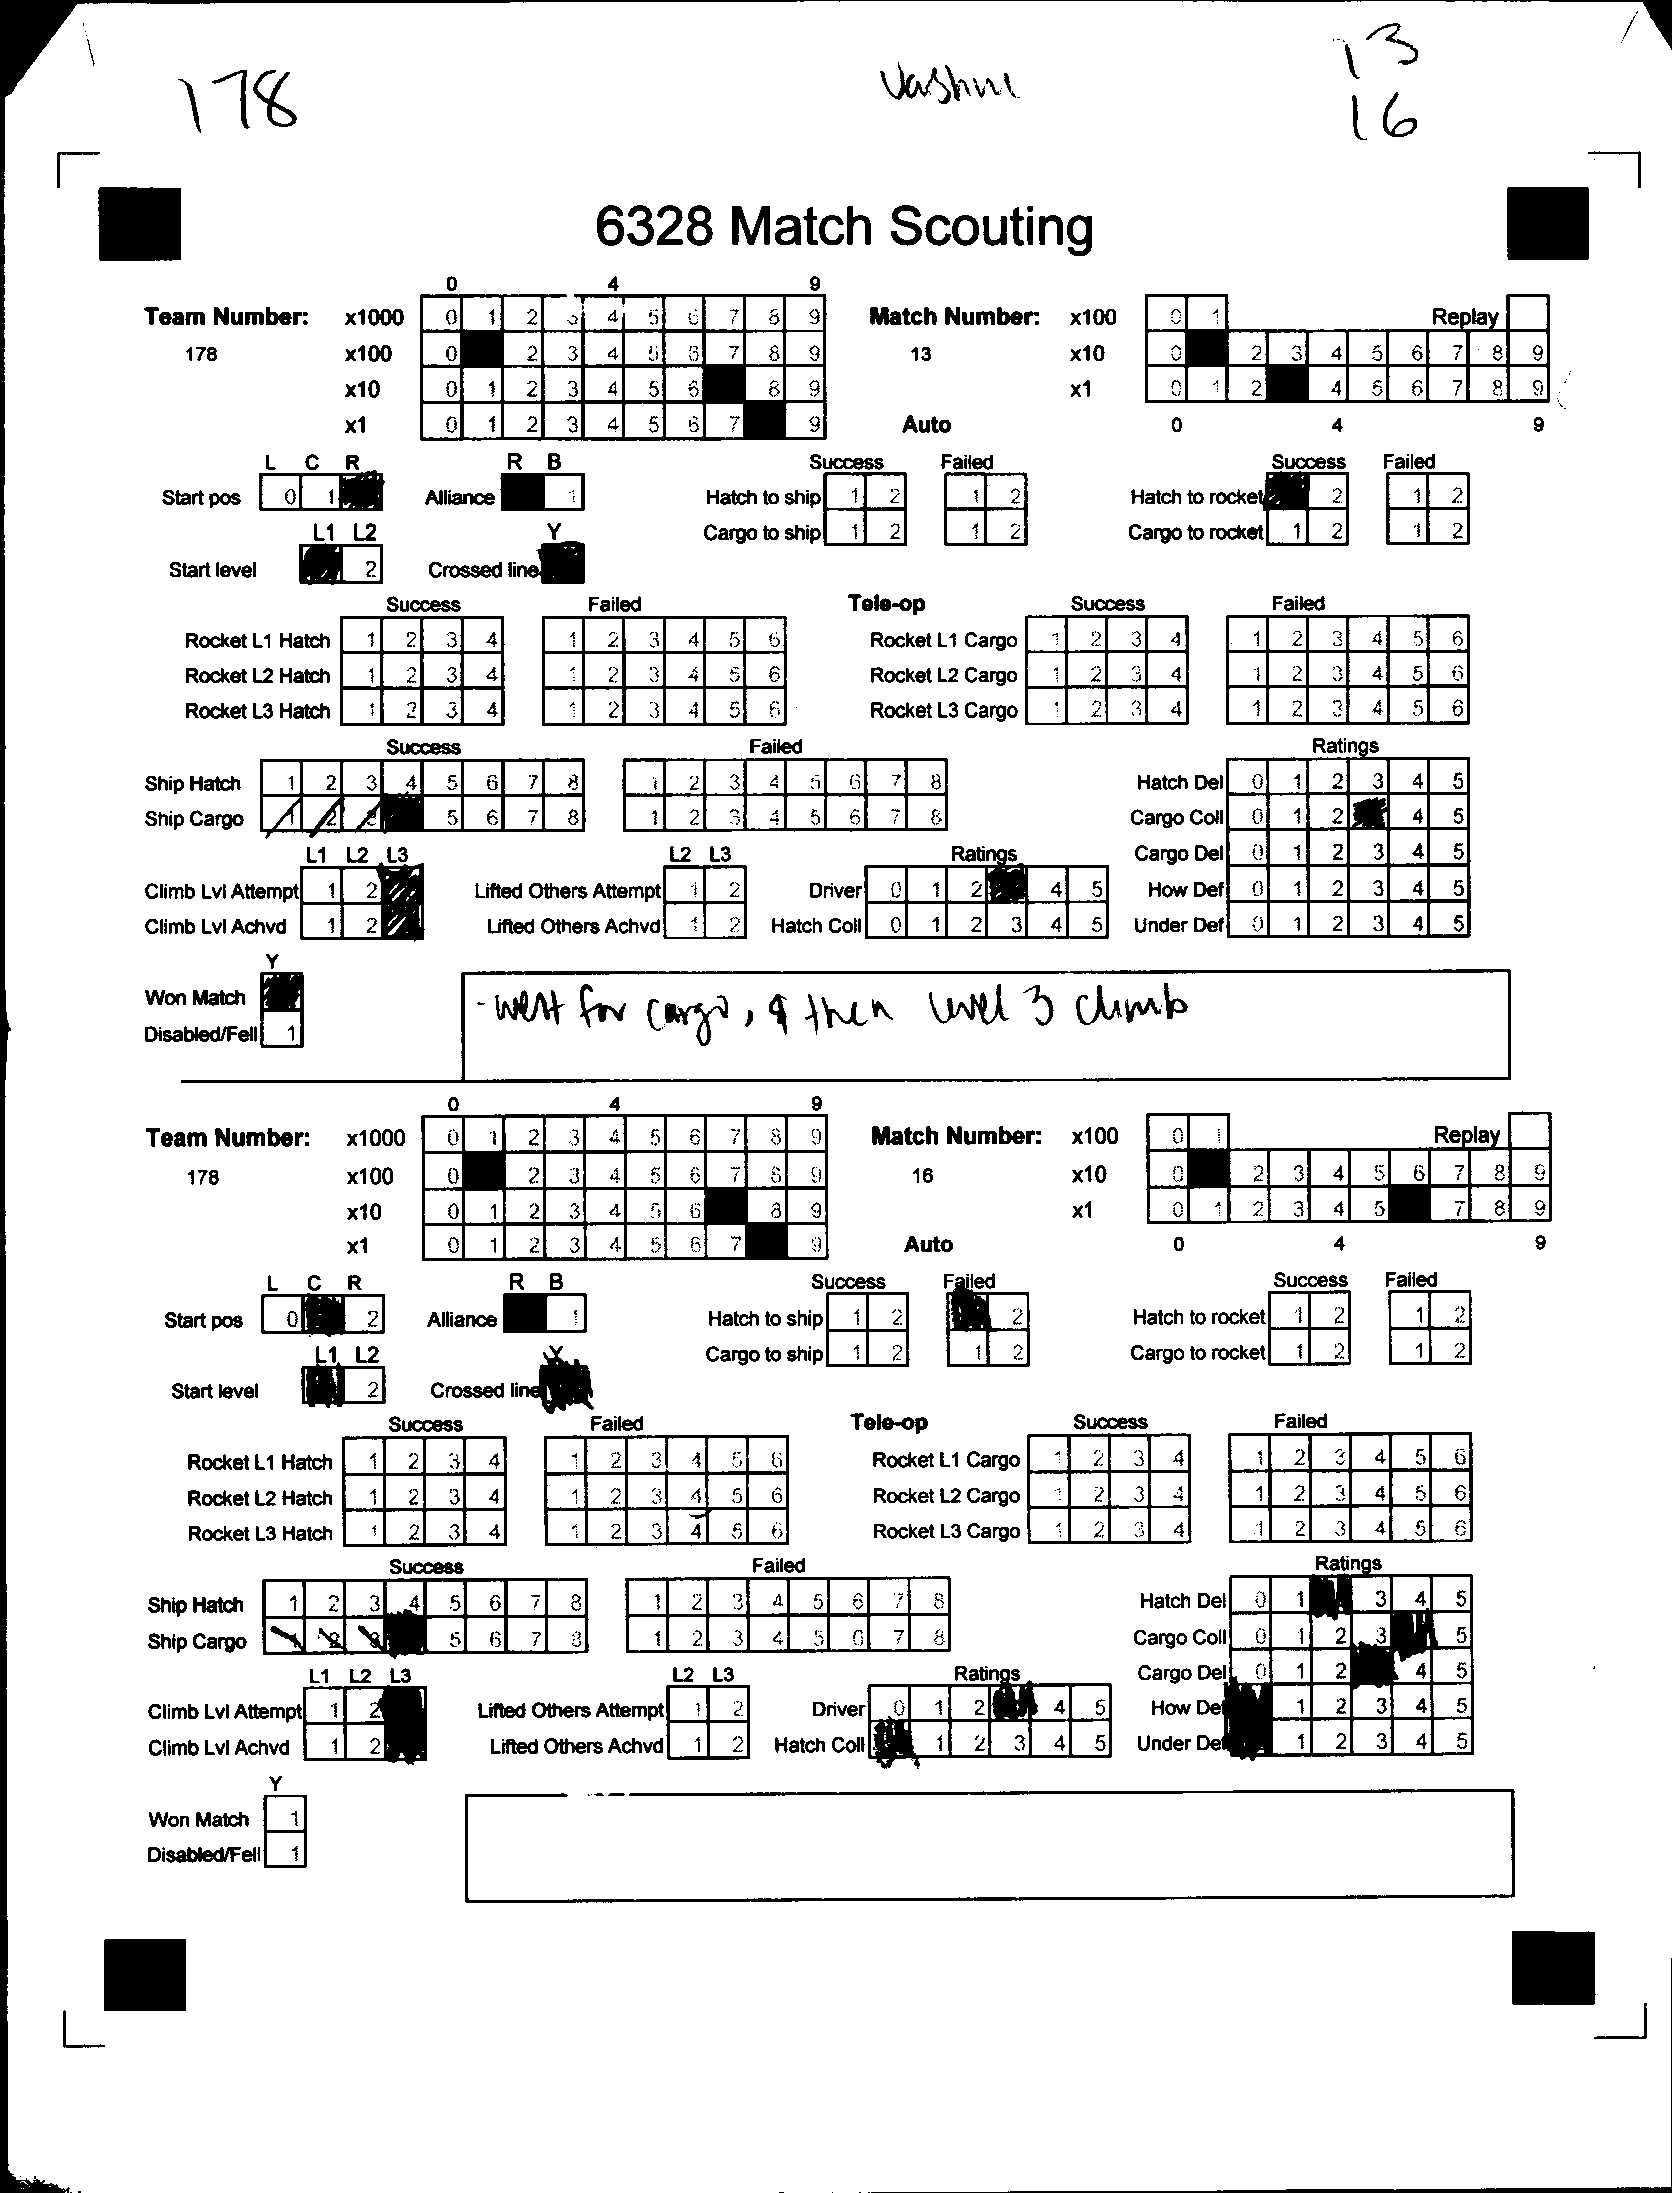 178
13
16
6328 Match Scouting
0 4 9
Team Number: x1000 0 1 2 3 4 5 6 7 8 9 Match Number: x100 0 1 Replay
178 x100 0 2 3 4 5 6 7 8 9 13 x10 0 2 3 4 5 6 7 8 9
x10 0 1 2 3 4 5 6 8 9 x1 0 1 2 4 5 6 7 8 9
x1 0 1 2 3 4 5 6 7 9 Auto 0 4 9
L C R R B Success Failed Success Failed
Start pos 0 1 Alliance 1 Hatch to ship 1 2 1 2 Hatch to rocket 2 1 2
L1 L2 Y Cargo to ship 1 2 1 2 Cargo to rocket 1 2 1 2
Start level 2 Crossed line
Success Failed Tele-op Success Failed
Rocket L1 Hatch 1 2 3 4 1 2 3 4 5 6 Rocket L1 Cargo 1 2 3 4 1 2 3 4 5 6
Rocket L2 Hatch 1 2 3 4 1 2 3 4 5 6 Rocket L2 Cargo 1 2 3 4 1 2 3 4 5 6
Rocket L3 Hatch 1 2 3 4 1 2 3 4 5 6 Rocket L3 Cargo 1 2 3 4 1 2 3 4 5 6
Success Failed Ratings
Ship Hatch 1 2 3 4 5 6 7 8 1 2 3 4 5 6 7 8 Hatch Del 0 1 2 3 4 5
Ship Cargo 1 2 3 5 6 7 8 1 2 3 4 5 6 7 8 Cargo Coll 0 1 2 4 5
L1 L2 L3 L2 L3 Ratings Cargo Del 0 1 2 3 4 5
Climb Lvl Attempt 1 2 Lifted Others Attempt 1 2 Driver 0 1 2 4 5 How Def 0 1 2 3 4 5
Climb Lvl Achvd 1 2 Lifted Others Achvd 1 2 Hatch Coll 0 1 2 3 4 5 Under Def 0 1 2 3 4 5
Y
Won Match
Disabled/Fell 1
- went for cargo, & then level 3 climb
0 4 9
Team Number: x1000 0 1 2 3 4 5 6 7 8 9 Match Number: x100 0 1 Replay
178 x100 0 2 3 4 5 6 7 8 9 16 x10 0 2 3 4 5 6 7 8 9
x10 0 1 2 3 4 5 6 8 9 x1 0 1 2 3 4 5 7 8 9
x1 0 1 2 3 4 5 6 7 9 Auto 0 4 9
L C R R B Success Failed Success Failed
Start pos 0 2 Alliance 1 Hatch to ship 1 2 2 Hatch to rocket 1 2 1 2
L1 L2 Y Cargo to ship 1 2 1 2 Cargo to rocket 1 2 1 2
Start level 2 Crossed line
Success Failed Tele-op Success Failed
Rocket L1 Hatch 1 2 3 4 1 2 3 4 5 6 Rocket L1 Cargo 1 2 3 4 1 2 3 4 5 6
Rocket L2 Hatch 1 2 3 4 1 2 3 4 5 6 Rocket L2 Cargo 1 2 3 4 1 2 3 4 5 6
Rocket L3 Hatch 1 2 3 4 1 2 3 4 5 6 Rocket L3 Cargo 1 2 3 4 1 2 3 4 5 6
Success Failed Ratings
Ship Hatch 1 2 3 4 5 6 7 8 1 2 3 4 5 6 7 8 Hatch Del 0 1 3 4 5
Ship Cargo 1 2 3 5 6 7 8 1 2 3 4 5 6 7 8 Cargo Coll 0 1 2 3 5
L1 L2 L3 L2 L3 Ratings Cargo Del 0 1 2 4 5
Climb Lvl Attempt 1 2 Lifted Others Attempt 1 2 Driver 0 1 2 4 5 How Def 1 2 3 4 5
Climb Lvl Achvd 1 2 Lifted Others Achvd 1 2 Hatch Coll 1 2 3 4 5 Under Def 1 2 3 4 5
Y
Won Match 1
Disabled/Fell 1